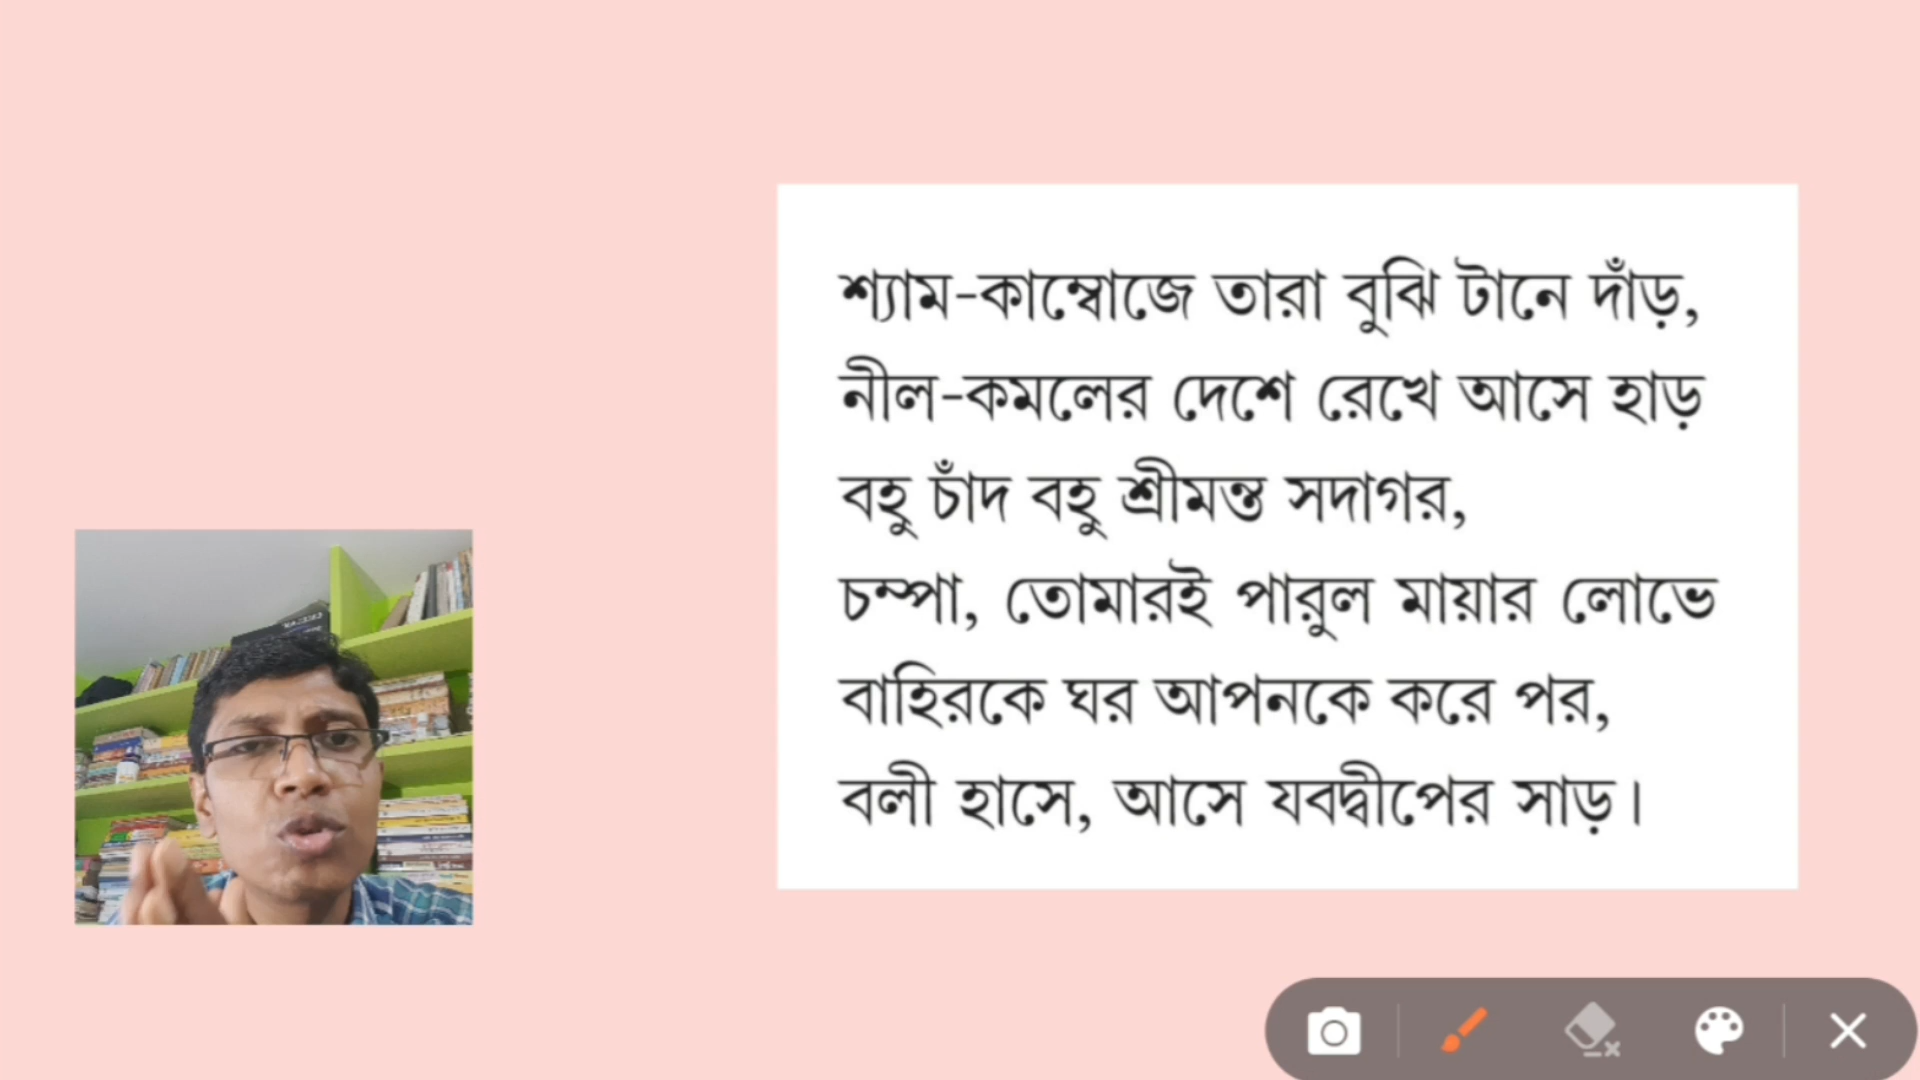 শ্যাম-কাম্বোজে তারা বুঝি টানে দাঁড়,
নীল-কমলের দেশে রেখে আসে হাড়
বহু চাঁদ বহু শ্রীমন্ত সদাগর,
চম্পা, তোমারই পারুল মায়ার লোভে
বাহিরকে ঘর আপনকে করে পর,
বলী হাসে, আসে যবদ্বীপের সাড়।